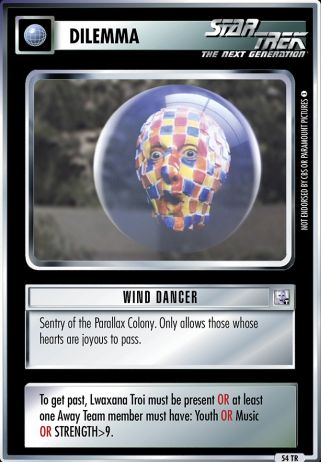 DILEMMA
STAR TREK
THE NEXT GENERATION
NOT ENDORSED BY CBS OR PARAMOUNT PICTURES
WIND DANCER
Sentry of the Parallax Colony. Only allows those whose
hearts are joyous to pass.
To get past, Lwaxana Troi must be present OR at least
one Away Team member must have: Youth OR Music
OR STRENGTH>9.
54 TR